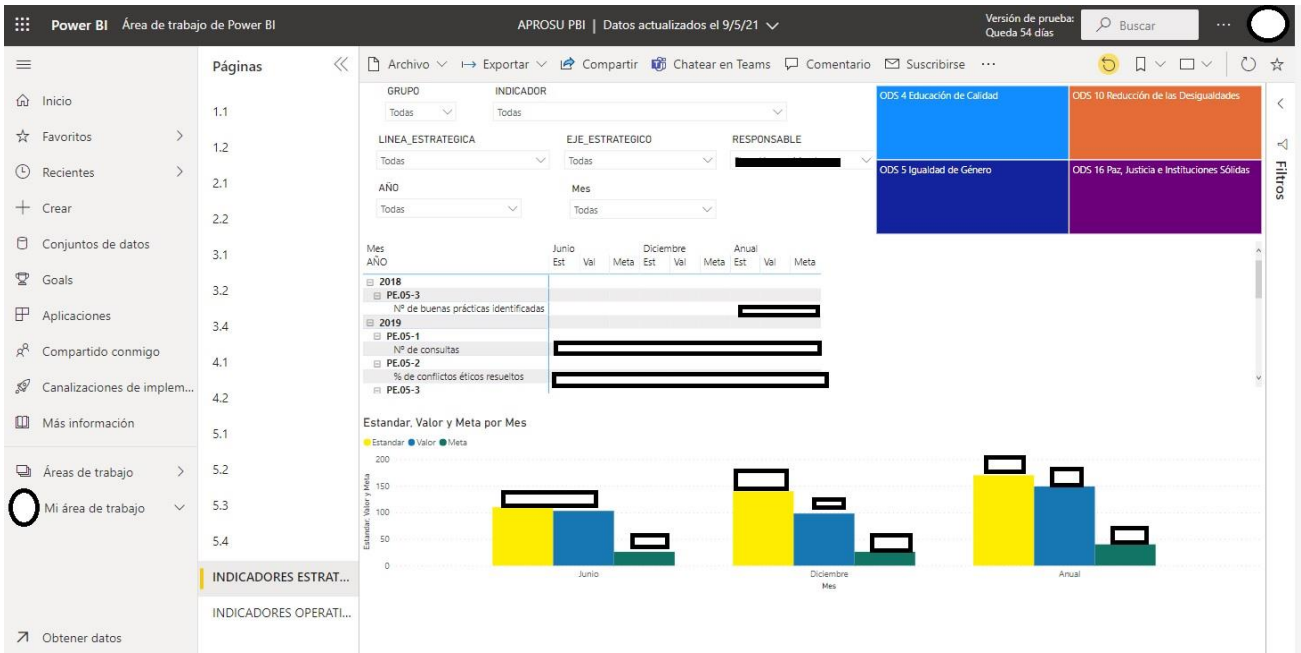 Power BI Área de trabajo de Power BI
APROSU PBI | Datos actualizados el 9/5/21
Versión de prueba:
Queda 54 días
Buscar
Inicio
Favoritos
Recientes
Crear
Conjuntos de datos
Goals
Aplicaciones
Compartido conmigo
Canalizaciones de implem...
Más información
Áreas de trabajo
Mi área de trabajo
Obtener datos
Páginas
1.1
1.2
2.1
2.2
3.1
3.2
3.4
4.1
4.2
5.1
5.2
5.3
5.4
INDICADORES ESTRAT...
INDICADORES OPERATI...
Archivo Exportar Compartir Chatear en Teams Comentario Suscribirse ...
GRUPO INDICADOR
Todas Todas
LINEA_ESTRATEGICA EJE_ESTRATEGICO RESPONSABLE
Todas Todas
AÑO Mes
Todas Todas
ODS 4 Educación de Calidad
ODS 10 Reducción de las Desigualdades
ODS 5 Igualdad de Género
ODS 16 Paz, Justicia e Instituciones Sólidas
Filtros
Mes Junio Diciembre Anual
AÑO Est Val Meta Est Val Meta Est Val Meta
2018
PE.05-3
Nº de buenas prácticas identificadas
2019
PE.05-1
Nº de consultas
PE.05-2
% de conflictos éticos resueltos
PE.05-3
Estandar, Valor y Meta por Mes
Estandar Valor Meta
Estandar, Valor y Meta
200
150
100
50
0
Junio Diciembre Anual
Mes